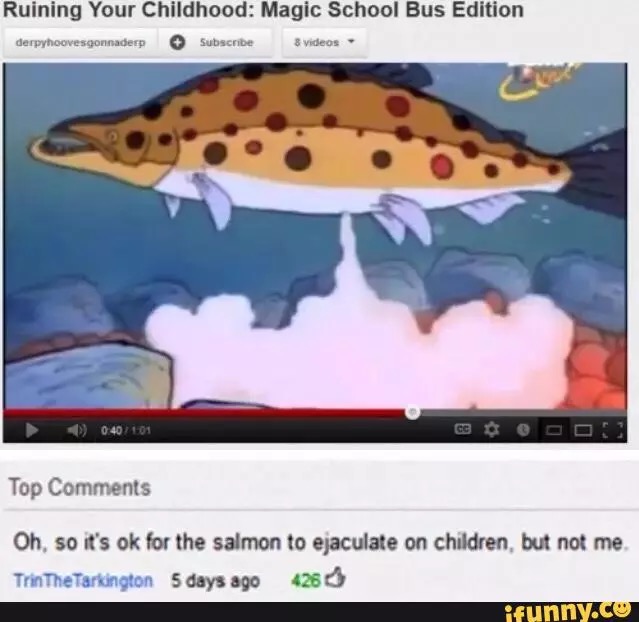 Ruining Your Childhood: Magic School Bus Edition
derpyhoovesgonnaderp Subscribe 8 videos
0:40 / 1:01
CC
Top Comments
Oh, so it's ok for the salmon to ejaculate on children, but not me.
TrinTheTarkington 5 days ago 426
ifunny.co